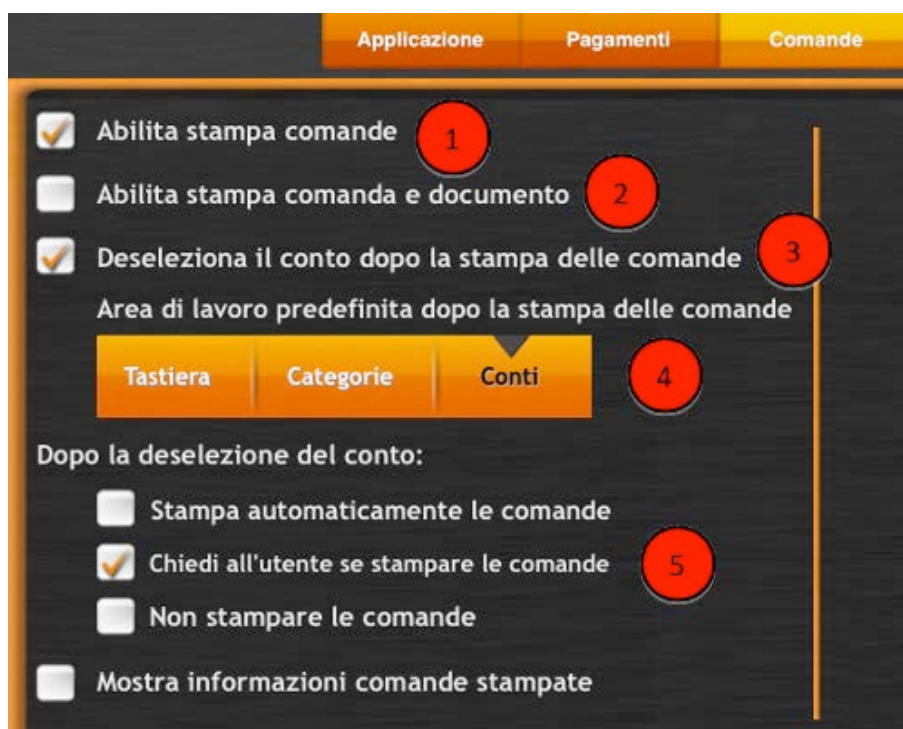 Applicazione Pagamenti Comande
Abilita stampa comande 1
Abilita stampa comanda e documento 2
Deseleziona il conto dopo la stampa delle comande 3
Area di lavoro predefinita dopo la stampa delle comande
Tastiera Categorie Conti 4
Dopo la deselezione del conto:
Stampa automaticamente le comande
Chiedi all'utente se stampare le comande 5
Non stampare le comande
Mostra informazioni comande stampate